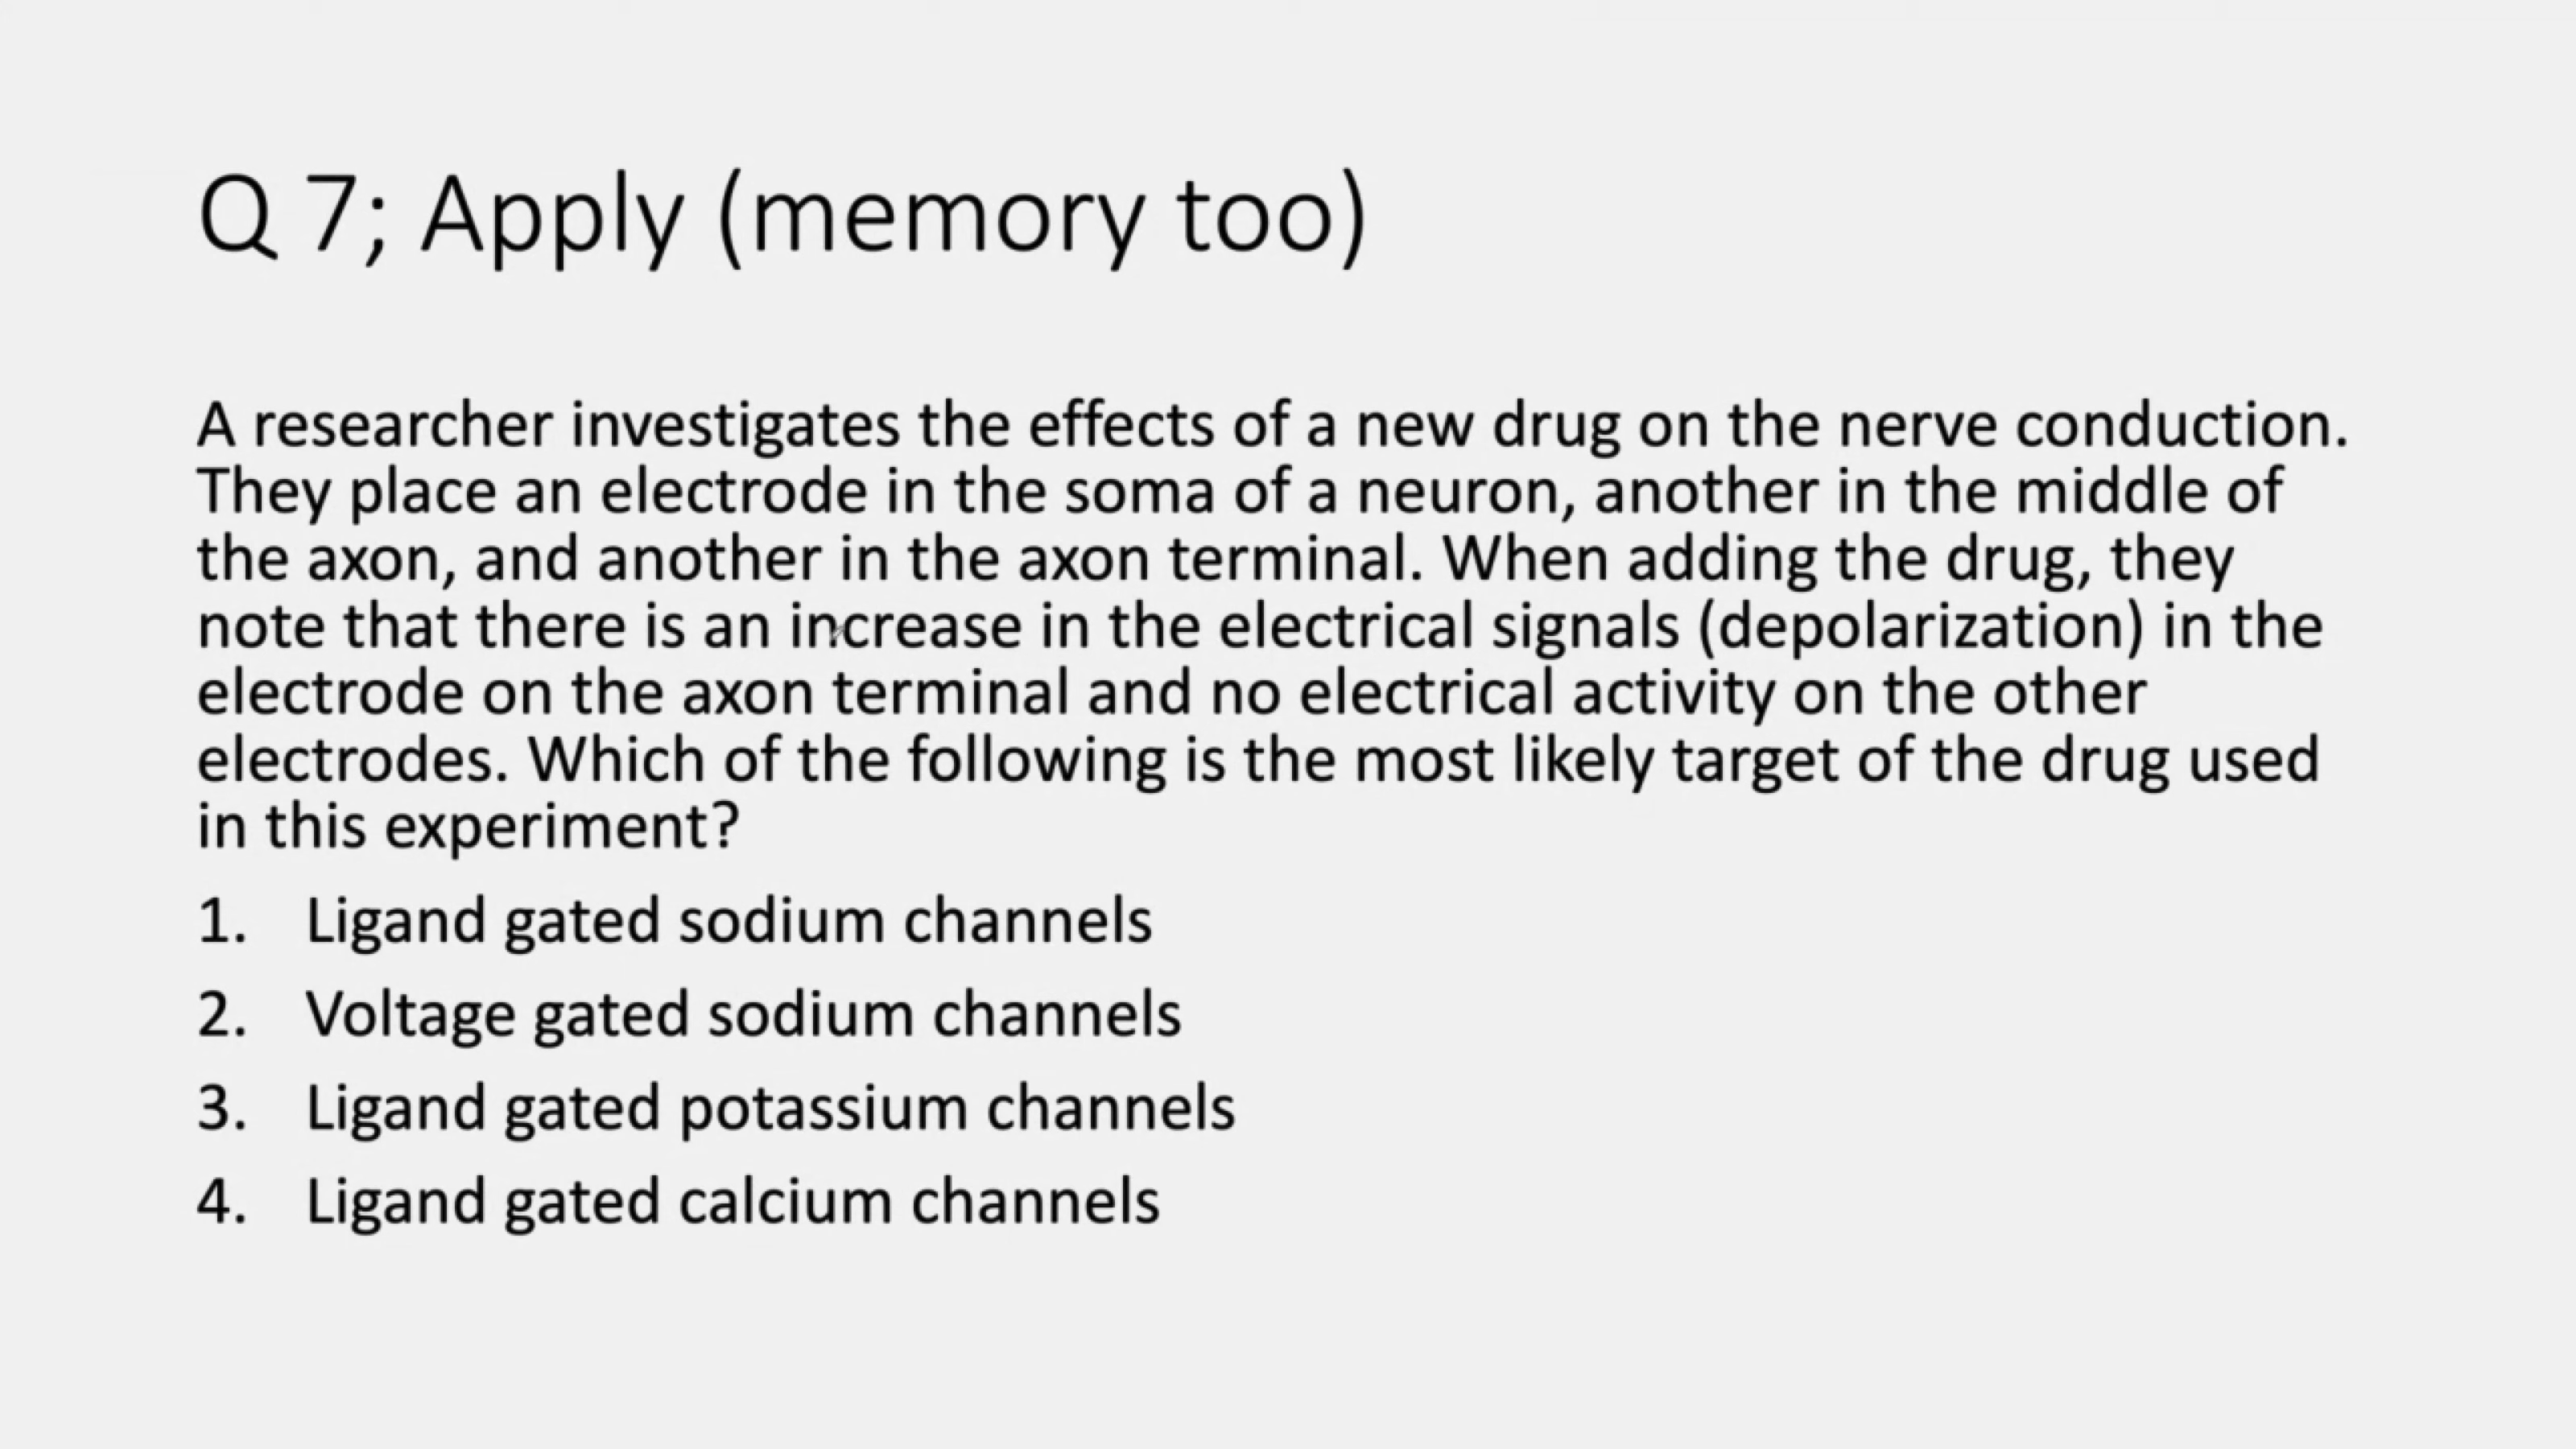 Q 7; Apply (memory too)
A researcher investigates the effects of a new drug on the nerve conduction.
They place an electrode in the soma of a neuron, another in the middle of
the axon, and another in the axon terminal. When adding the drug, they
note that there is an increase in the electrical signals (depolarization) in the
electrode on the axon terminal and no electrical activity on the other
electrodes. Which of the following is the most likely target of the drug used
in this experiment?
1. Ligand gated sodium channels
2. Voltage gated sodium channels
3. Ligand gated potassium channels
4. Ligand gated calcium channels